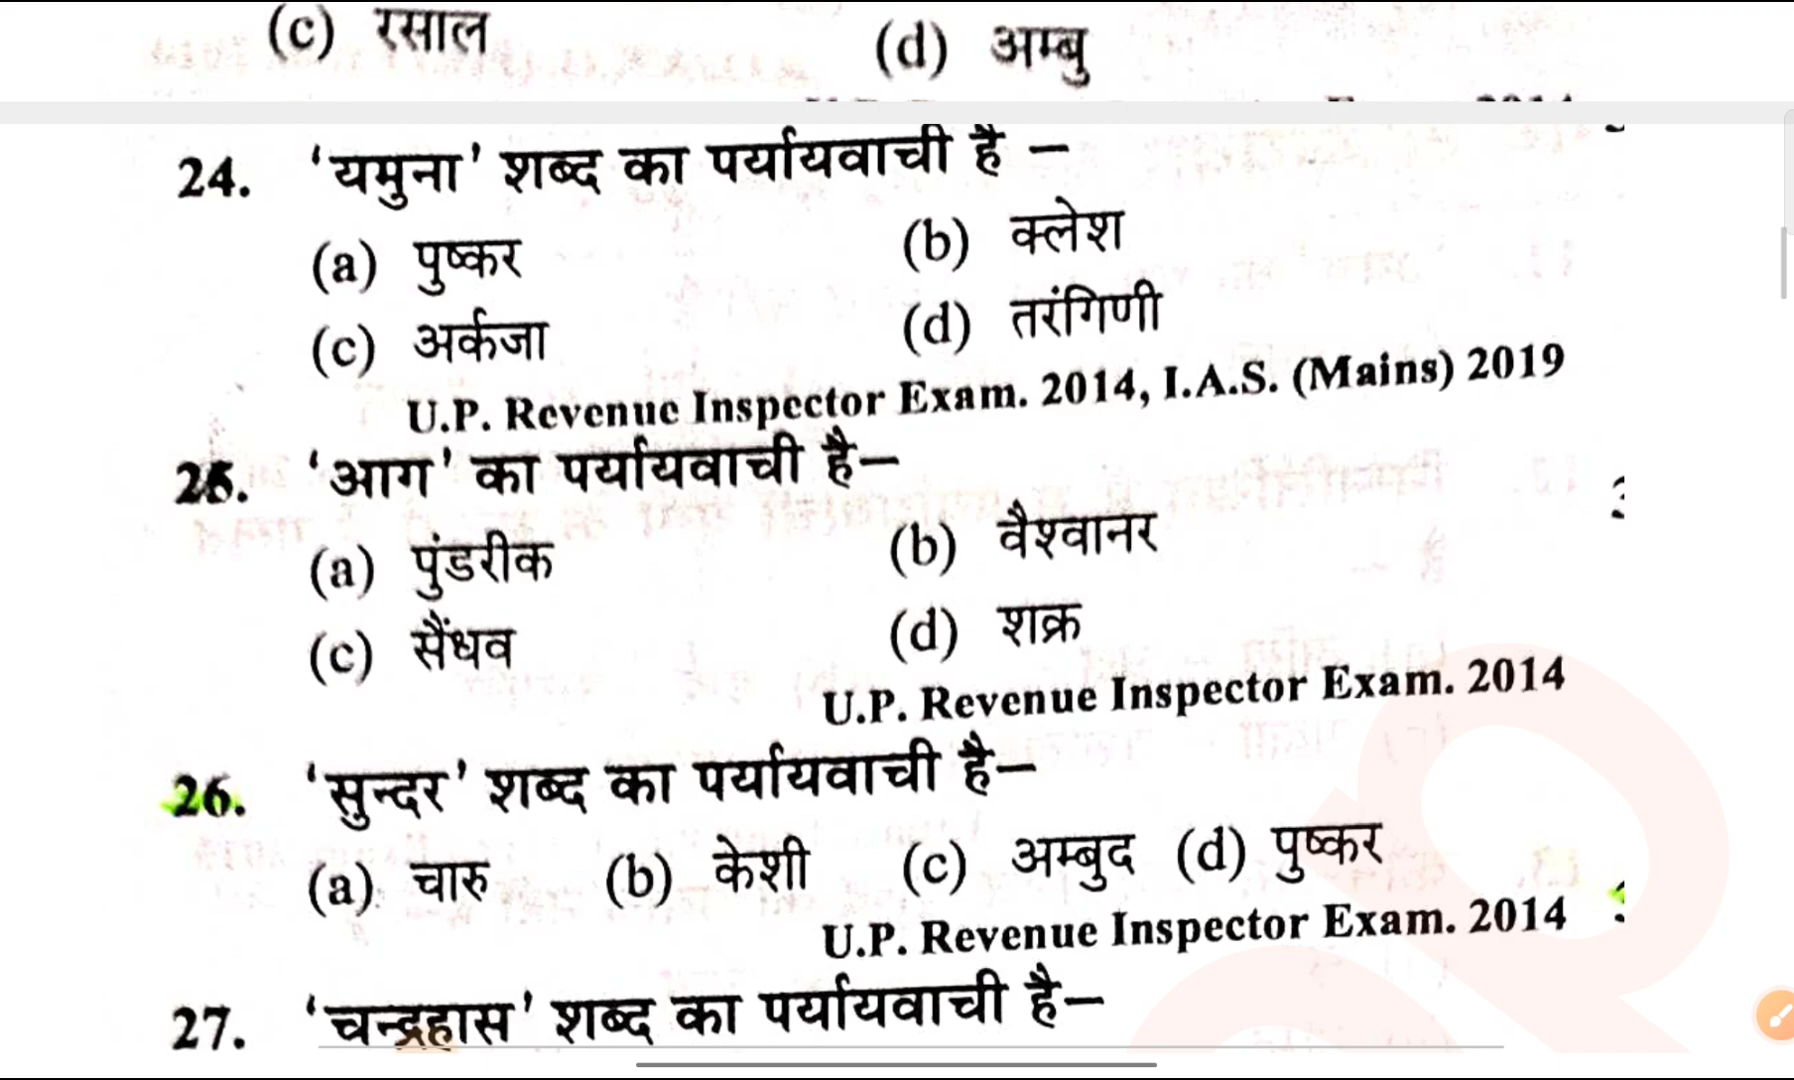 (c) रसाल (d) अम्बु
24. 'यमुना' शब्द का पर्यायवाची है –
(a) पुष्कर (b) क्लेश
(c) अर्कजा (d) तरंगिणी
U.P. Revenue Inspector Exam. 2014, I.A.S. (Mains) 2019
25. 'आग' का पर्यायवाची है–
(a) पुंडरीक (b) वैश्वानर
(c) सैंधव (d) शक्र
U.P. Revenue Inspector Exam. 2014
26. 'सुन्दर' शब्द का पर्यायवाची है–
(a) चारु (b) केशी (c) अम्बुद (d) पुष्कर
U.P. Revenue Inspector Exam. 2014
27. 'चन्द्रहास' शब्द का पर्यायवाची है–